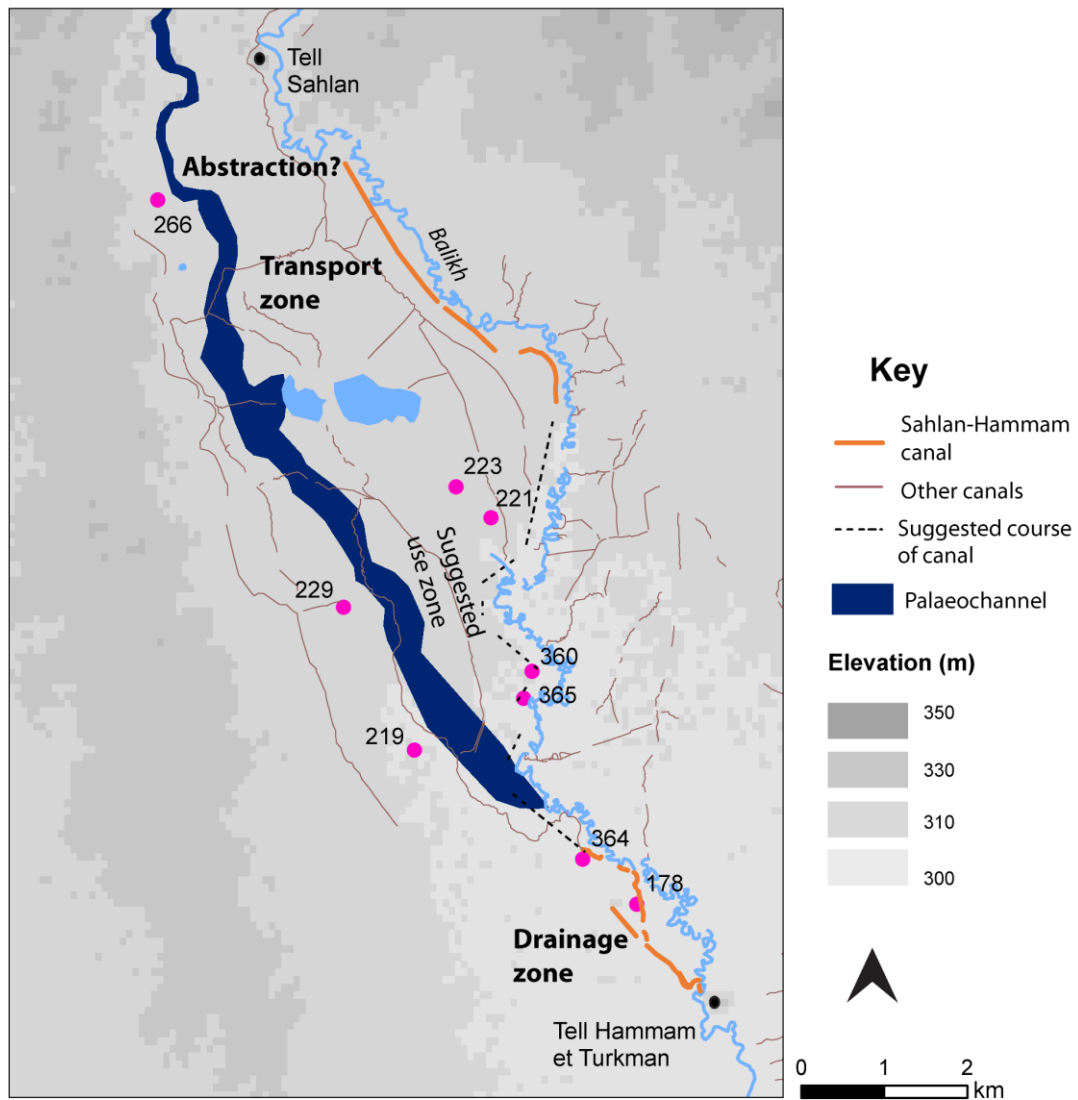 Tell
Sahlan
Abstraction?
266
Balikh
Transport
zone
223
221
Suggested
use zone
229
360
365
219
364
178
Drainage
zone
Tell Hammam
et Turkman
Key
Sahlan-Hammam
canal
Other canals
Suggested course
of canal
Palaeochannel
Elevation (m)
350
330
310
300
0 1 2
km